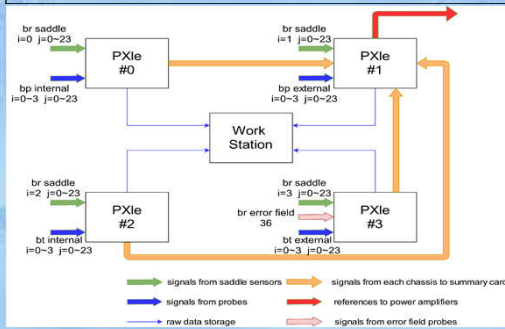 br saddle
i=0 j=0~23
PXIe
#0
bp internal
i=0~3 j=0~23
br saddle
i=1 j=0~23
PXIe
#1
bp external
i=0~3 j=0~23
Work
Station
br saddle
i=2 j=0~23
PXIe
#2
bt internal
i=0~3 j=0~23
br saddle
i=3 j=0~23
br error field
36
PXIe
#3
bt external
i=0~3 j=0~23
signals from saddle sensors
signals from each chassis to summary card
signals from probes
references to power amplifiers
raw data storage
signals from error field probes